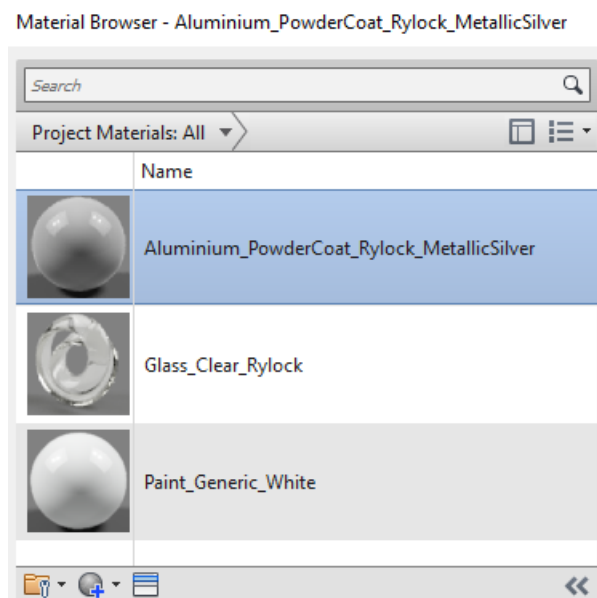 Material Browser - Aluminium_PowderCoat_Rylock_MetallicSilver
Search
Project Materials: All
Name
Aluminium_PowderCoat_Rylock_MetallicSilver
Glass_Clear_Rylock
Paint_Generic_White